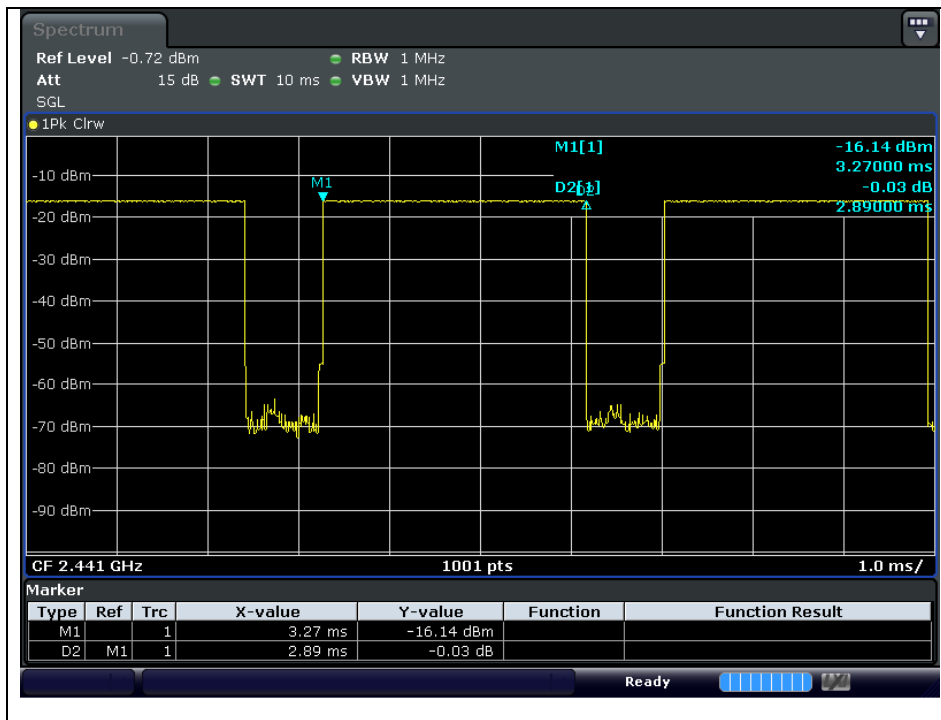 Spectrum
Ref Level -0.72 dBm RBW 1 MHz
Att 15 dB SWT 10 ms VBW 1 MHz
SGL
1Pk Clrw
M1[1] -16.14 dBm
3.27000 ms
D2[1] -0.03 dB
2.89000 ms
M1
D2
-10 dBm
-20 dBm
-30 dBm
-40 dBm
-50 dBm
-60 dBm
-70 dBm
-80 dBm
-90 dBm
CF 2.441 GHz 1001 pts 1.0 ms/
Marker
Type Ref Trc X-value Y-value Function Function Result
M1 1 3.27 ms -16.14 dBm
D2 M1 1 2.89 ms -0.03 dB
Ready